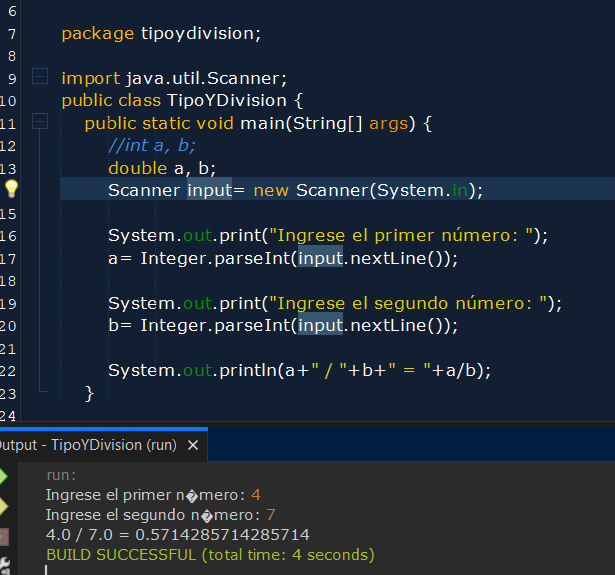 6
7 package tipoydivision;
8
9 import java.util.Scanner;
10 public class TipoYDivision {
11 public static void main(String[] args) {
12 //int a, b;
13 double a, b;
Scanner input= new Scanner(System.in);
15
16 System.out.print("Ingrese el primer número: ");
17 a= Integer.parseInt(input.nextLine());
18
19 System.out.print("Ingrese el segundo número: ");
20 b= Integer.parseInt(input.nextLine());
21
22 System.out.println(a+" / "+b+" = "+a/b);
23 }
24
utput - TipoYDivision (run) ×
run:
Ingrese el primer n�mero: 4
Ingrese el segundo n�mero: 7
4.0 / 7.0 = 0.5714285714285714
BUILD SUCCESSFUL (total time: 4 seconds)